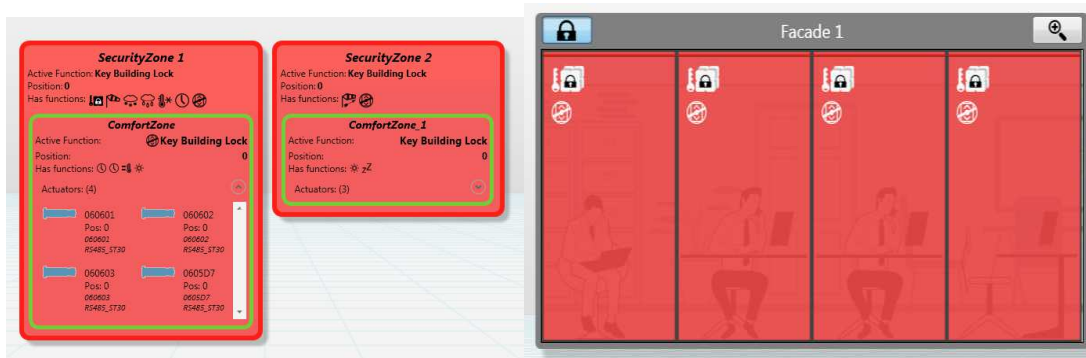 SecurityZone 1
Active Function: Key Building Lock
Position: 0
Has functions:
ComfortZone
Active Function: Key Building Lock
Position: 0
Has functions:
Actuators: (4)
060601 060602
Pos: 0 Pos: 0
060601 060602
RS485_ST30 RS485_ST30
060603 0605D7
Pos: 0 Pos: 0
060603 0605D7
RS485_ST30 RS485_ST30
SecurityZone 2
Active Function: Key Building Lock
Position: 0
Has functions:
ComfortZone_1
Active Function: Key Building Lock
Position: 0
Has functions: zZ
Actuators: (3)
Facade 1